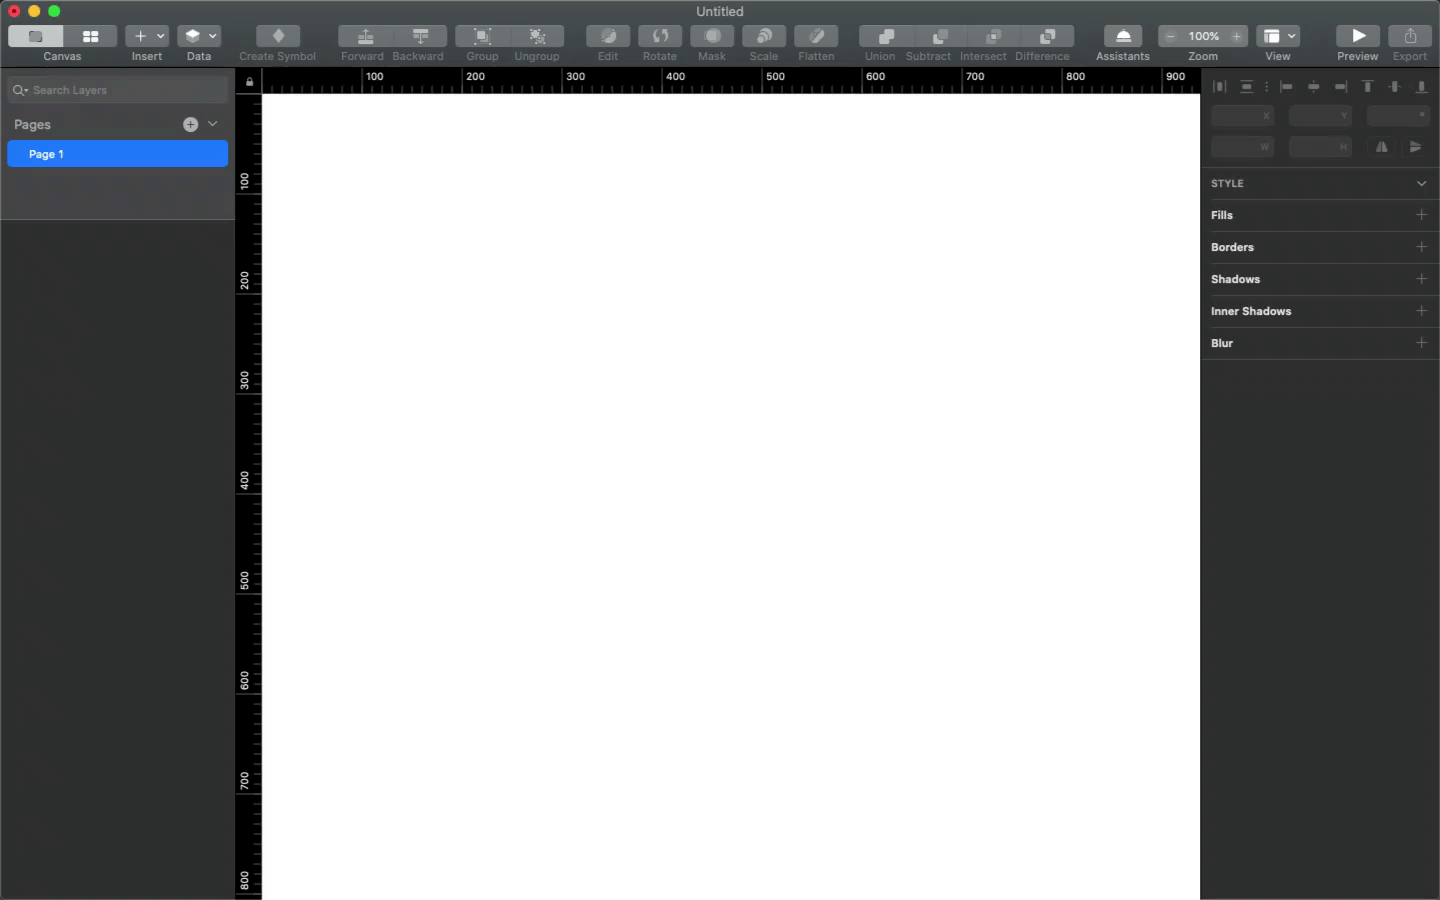 Untitled
100%
Canvas Insert Data Create Symbol Forward Backward Group Ungroup Edit Rotate Mask Scale Flatten Union Subtract Intersect Difference Assistants Zoom View Preview Export
100 200 300 400 500 600 700 800 900
Search Layers
Pages
Page 1
100
200
300
400
500
600
700
800
X Y °
W H
STYLE
Fills
Borders
Shadows
Inner Shadows
Blur